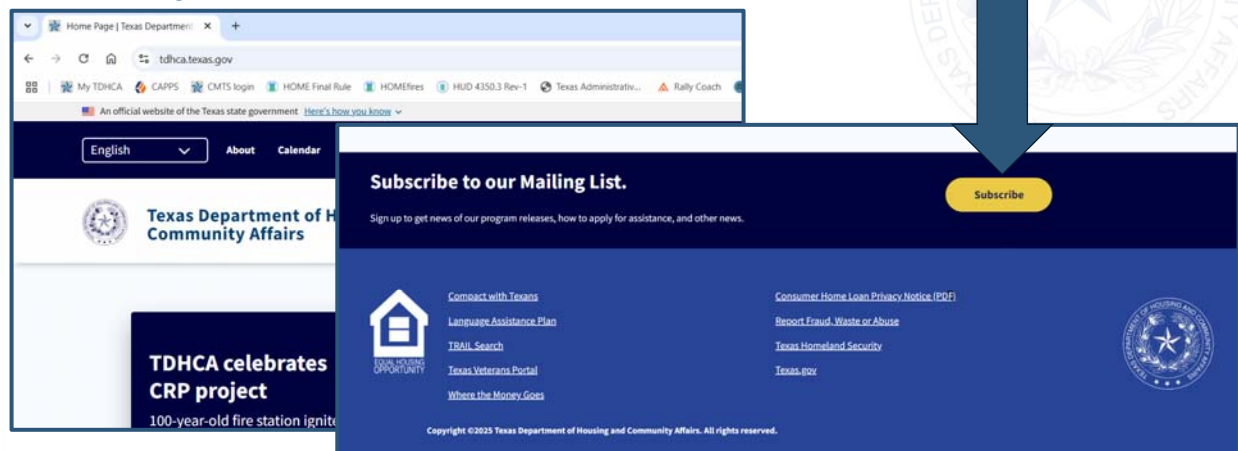 Home Page | Texas Department
tdhca.texas.gov
My TDHCA CAPPS CMTS login HOME Final Rule HOMEfires HUD 4350.3 Rev-1 Texas Administrativ... Rally Coach
An official website of the Texas state government Here's how you know
English About Calendar
Texas Department of H
Community Affairs
TDHCA celebrates
CRP project
100-year-old fire station ignite
Subscribe to our Mailing List.
Subscribe
Sign up to get news of our program releases, how to apply for assistance, and other news.
EQUAL HOUSING
OPPORTUNITY
Compact with Texans
Language Assistance Plan
TRAIL Search
Texas Veterans Portal
Where the Money Goes
Consumer Home Loan Privacy Notice (PDF)
Report Fraud, Waste or Abuse
Texas Homeland Security
Texas.gov
Copyright ©2025 Texas Department of Housing and Community Affairs. All rights reserved.